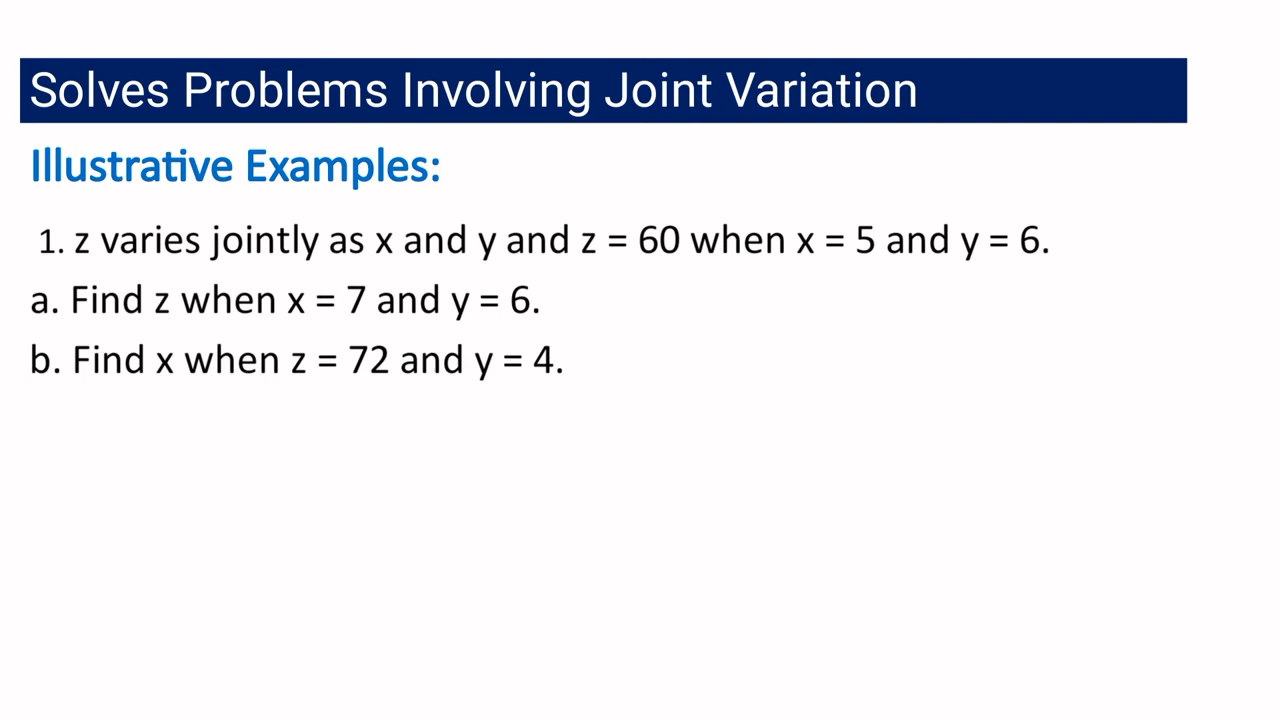 Solves Problems Involving Joint Variation
Illustrative Examples:
1. z varies jointly as x and y and z = 60 when x = 5 and y = 6.
a. Find z when x = 7 and y = 6.
b. Find x when z = 72 and y = 4.